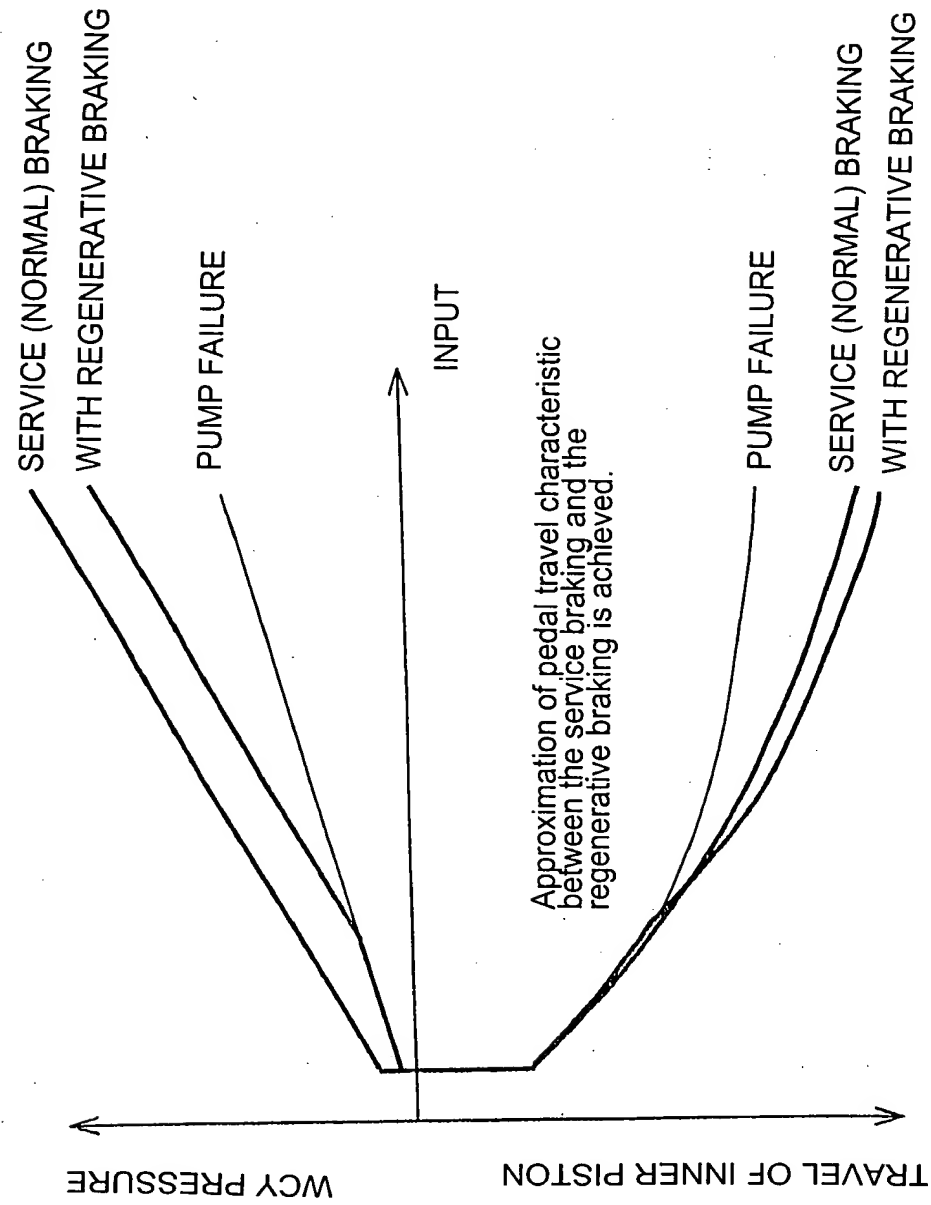 SERVICE (NORMAL) BRAKING
WITH REGENERATIVE BRAKING
PUMP FAILURE
INPUT
WCY PRESSURE
Approximation of pedal travel characteristic
between the service braking and the
regenerative braking is achieved.
PUMP FAILURE
SERVICE (NORMAL) BRAKING
WITH REGENERATIVE BRAKING
TRAVEL OF INNER PISTON